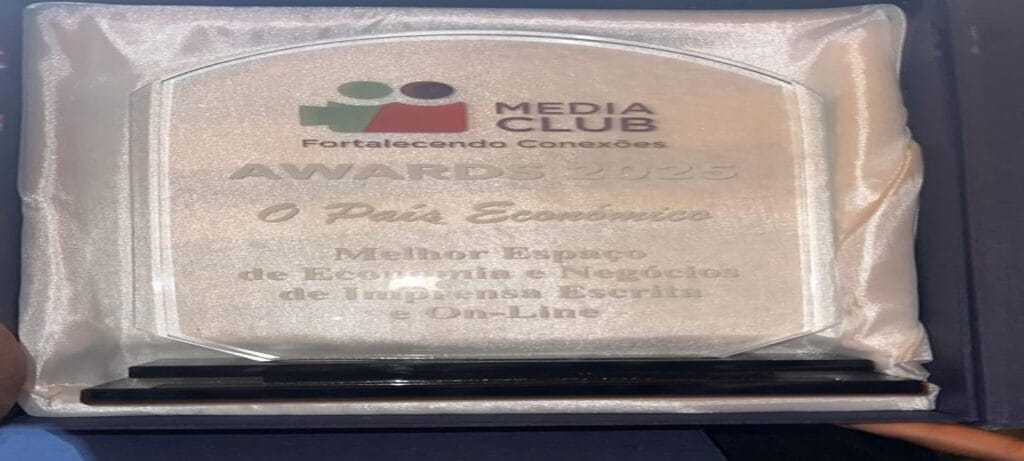 MEDIA
CLUB
Fortalecendo Conexões
AWARDS 2025
O País Económico
Melhor Espaço
de Economia e Negócios
de Imprensa Escrita
e On-Line